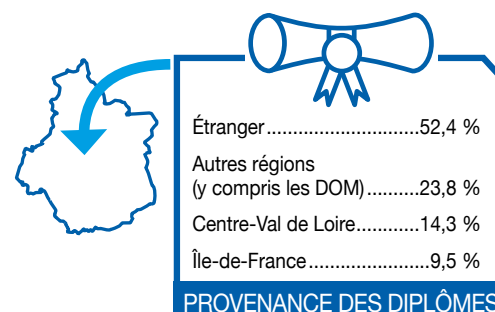 Étranger............................52,4 %
Autres régions
(y compris les DOM)..........23,8 %
Centre-Val de Loire............14,3 %
Île-de-France......................9,5 %
PROVENANCE DES DIPLÔMES